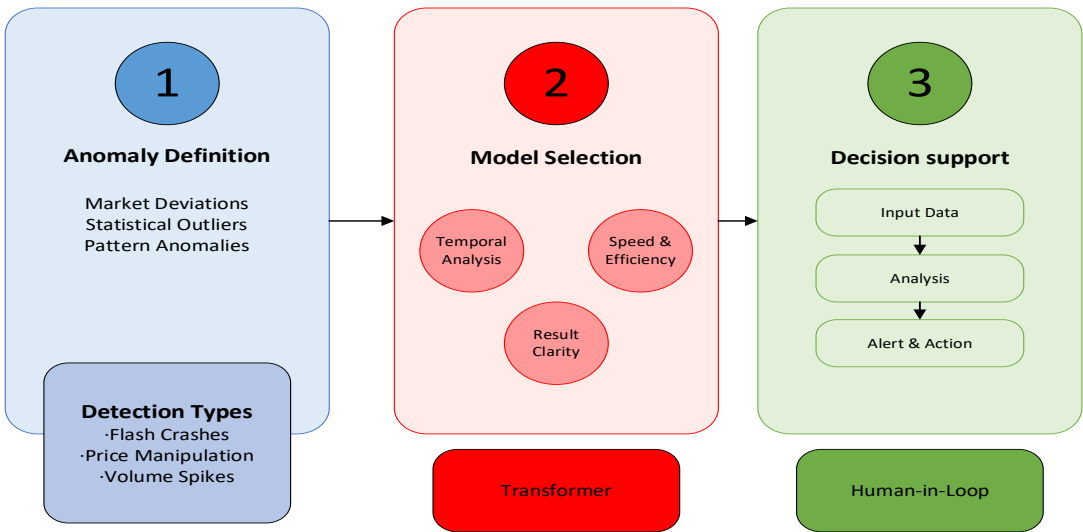 1
Anomaly Definition
Market Deviations
Statistical Outliers
Pattern Anomalies
Detection Types
·Flash Crashes
·Price Manipulation
·Volume Spikes
2
Model Selection
Temporal
Analysis
Speed &
Efficiency
Result
Clarity
Transformer
3
Decision support
Input Data
Analysis
Alert & Action
Human-in-Loop